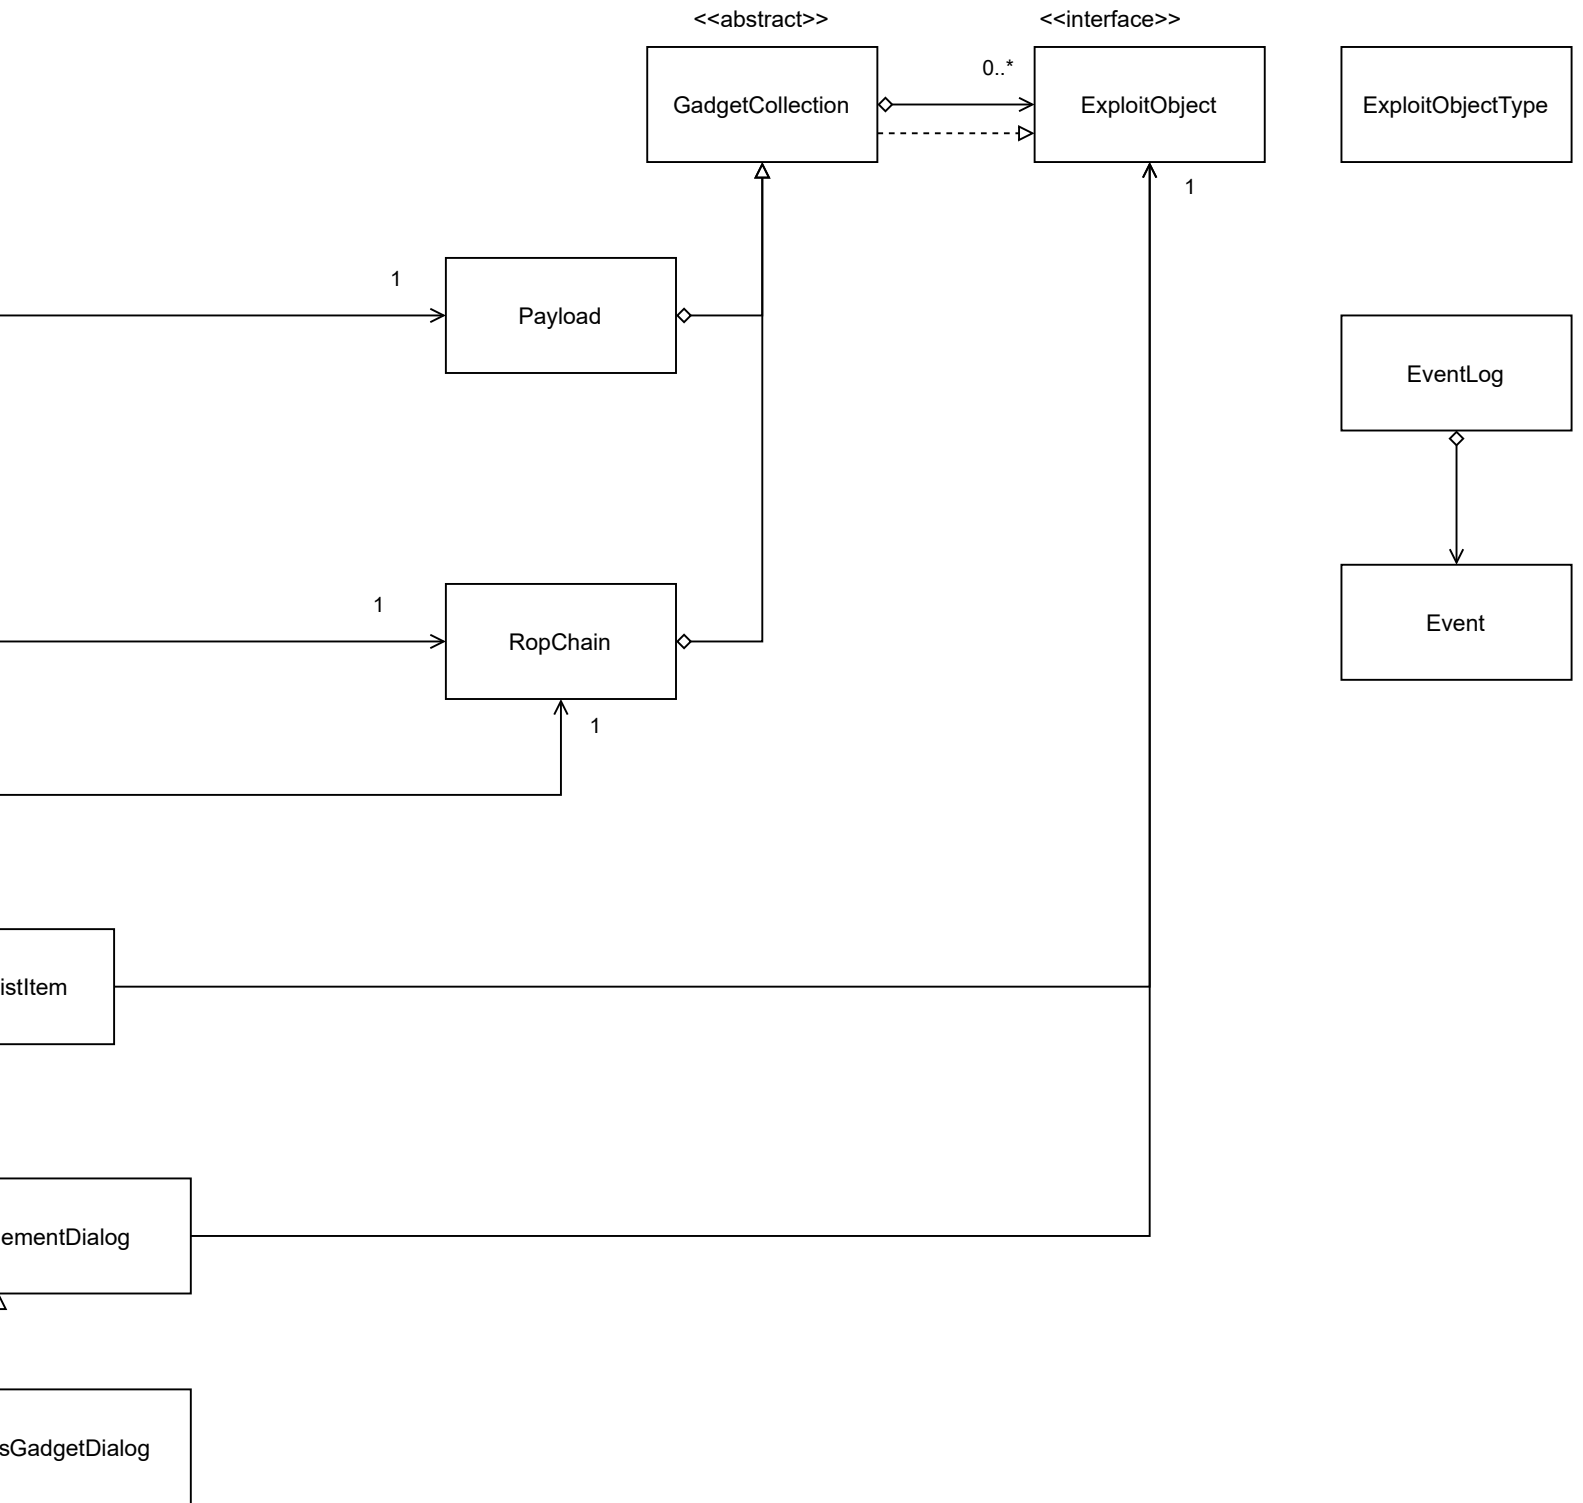 <<abstract>>
<<interface>>
0..*
GadgetCollection
ExploitObject
ExploitObjectType
1
1
Payload
EventLog
1
RopChain
Event
1
istItem
ementDialog
sGadgetDialog